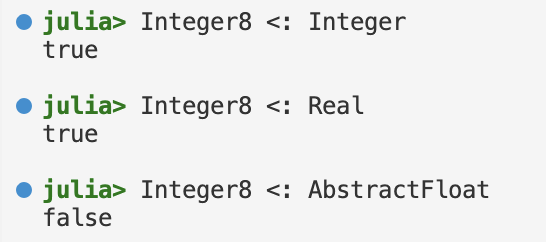 julia> Integer8 <: Integer
true
julia> Integer8 <: Real
true
julia> Integer8 <: AbstractFloat
false